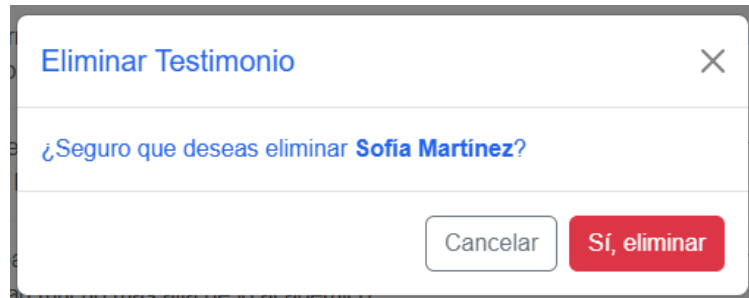 Eliminar Testimonio
¿Seguro que deseas eliminar Sofía Martínez?
Cancelar
Sí, eliminar